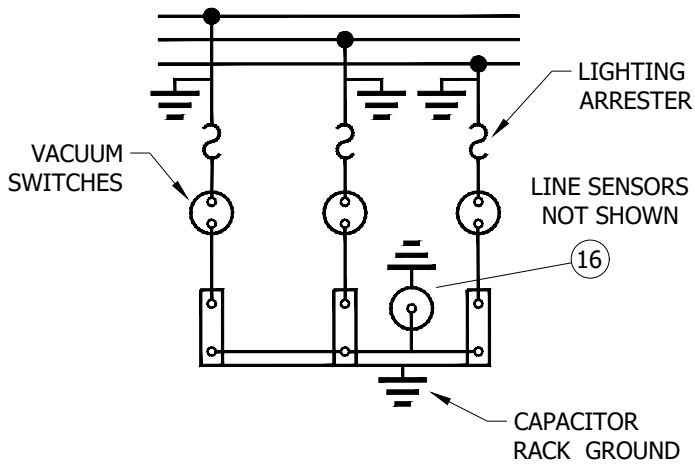 LIGHTING
ARRESTER
VACUUM
SWITCHES
LINE SENSORS
NOT SHOWN
16
CAPACITOR
RACK GROUND